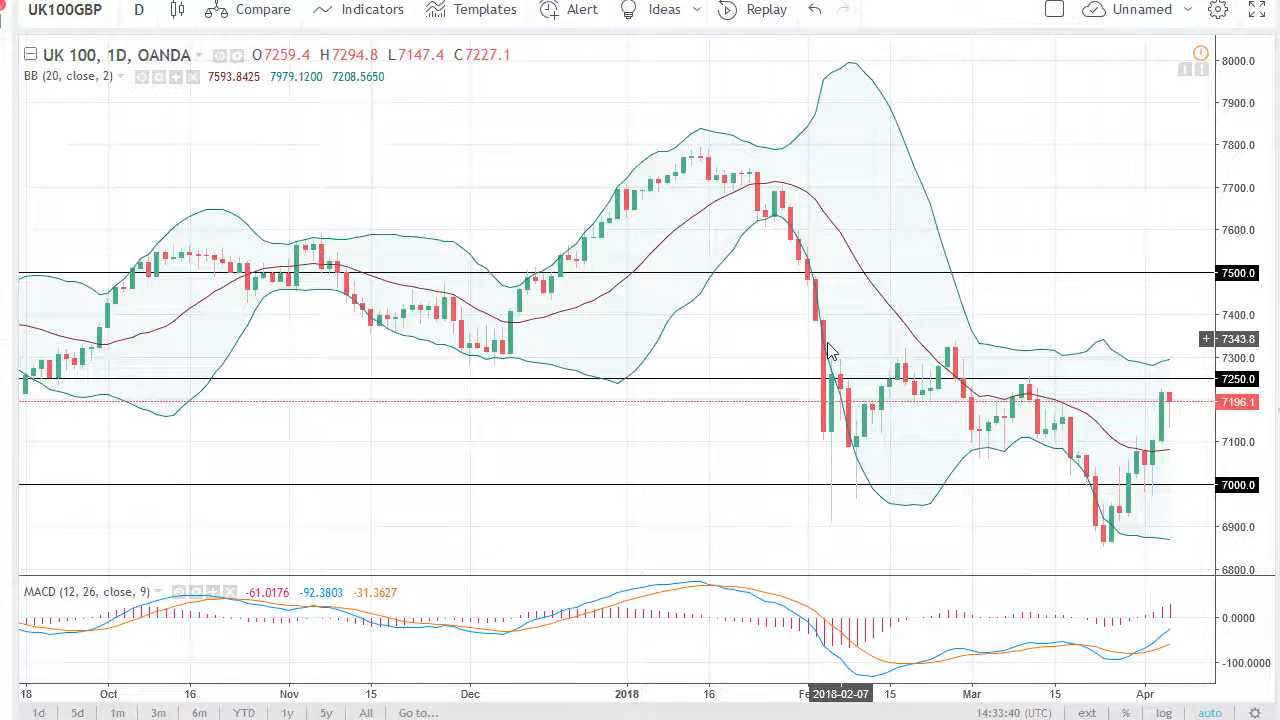 UK100GBP D Compare Indicators Templates Alert Ideas Replay Unnamed
UK 100, 1D, OANDA O7259.4 H7294.8 L7147.4 C7227.1
BB (20, close, 2) 7593.8425 7979.1200 7208.5650
8000.0
7900.0
7800.0
7700.0
7600.0
7500.0
7400.0
7343.8
7300.0
7250.0
7196.1
7100.0
7000.0
6900.0
6800.0
MACD (12, 26, close, 9) -61.0176 -92.3803 -31.3627
0.0000
-100.0000
18 Oct 16 Nov 15 Dec 2018 16 Fe 2018-02-07 15 Mar 15 Apr
1d 5d 1m 3m 6m YTD 1y 5y All Go to... 14:33:40 (UTC) ext % log auto